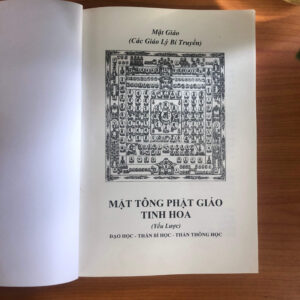 Mật Giáo
(Các Giáo Lý Bí Truyền)
MẬT TÔNG PHẬT GIÁO
TINH HOA
(Yếu Lược)
ĐẠO HỌC - THẦN BÍ HỌC - THẦN THÔNG HỌC